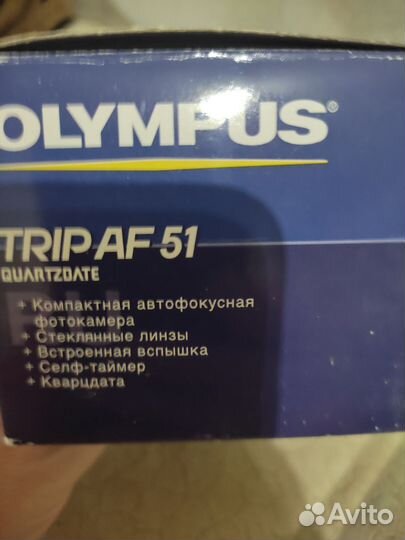 OLYMPUS®
TRIP AF 51
QUARTZDATE
+ Компактная автофокусная
фотокамера
+ Стеклянные линзы
+ Встроенная вспышка
+ Селф-таймер
+ Кварцдата
Avito